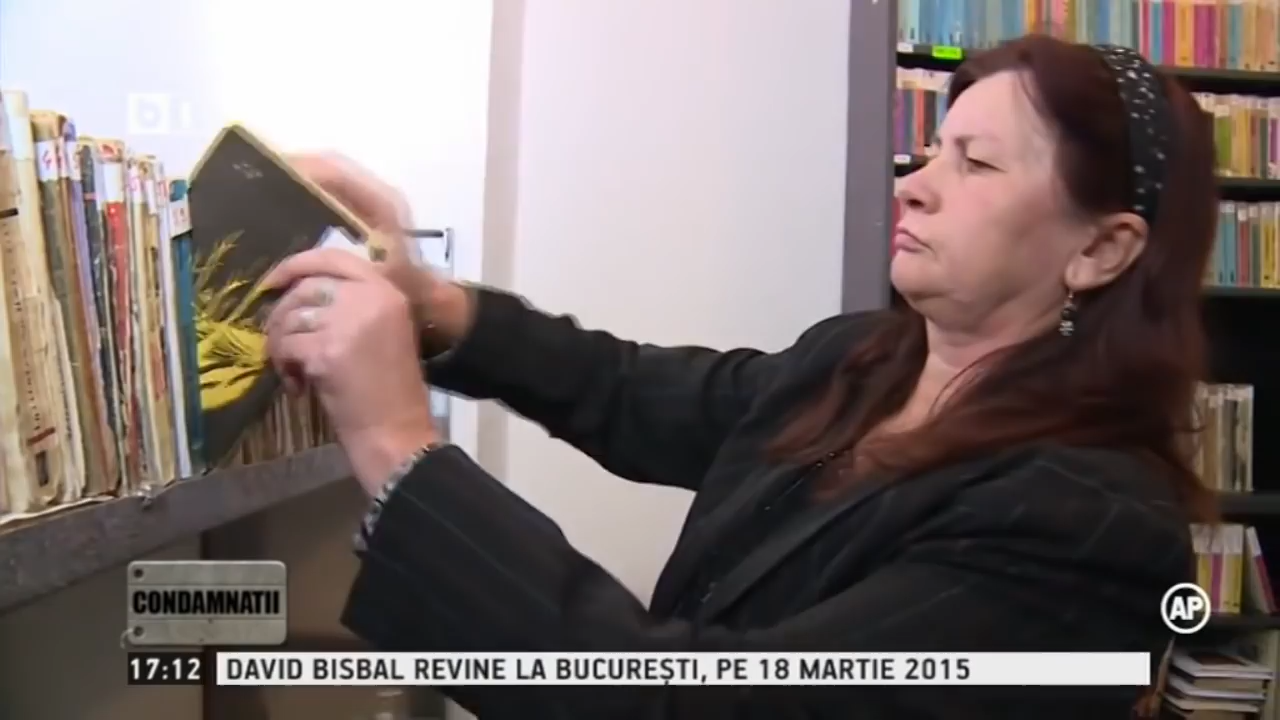 b1
CONDAMNATII
AP
17:12 DAVID BISBAL REVINE LA BUCUREȘTI, PE 18 MARTIE 2015